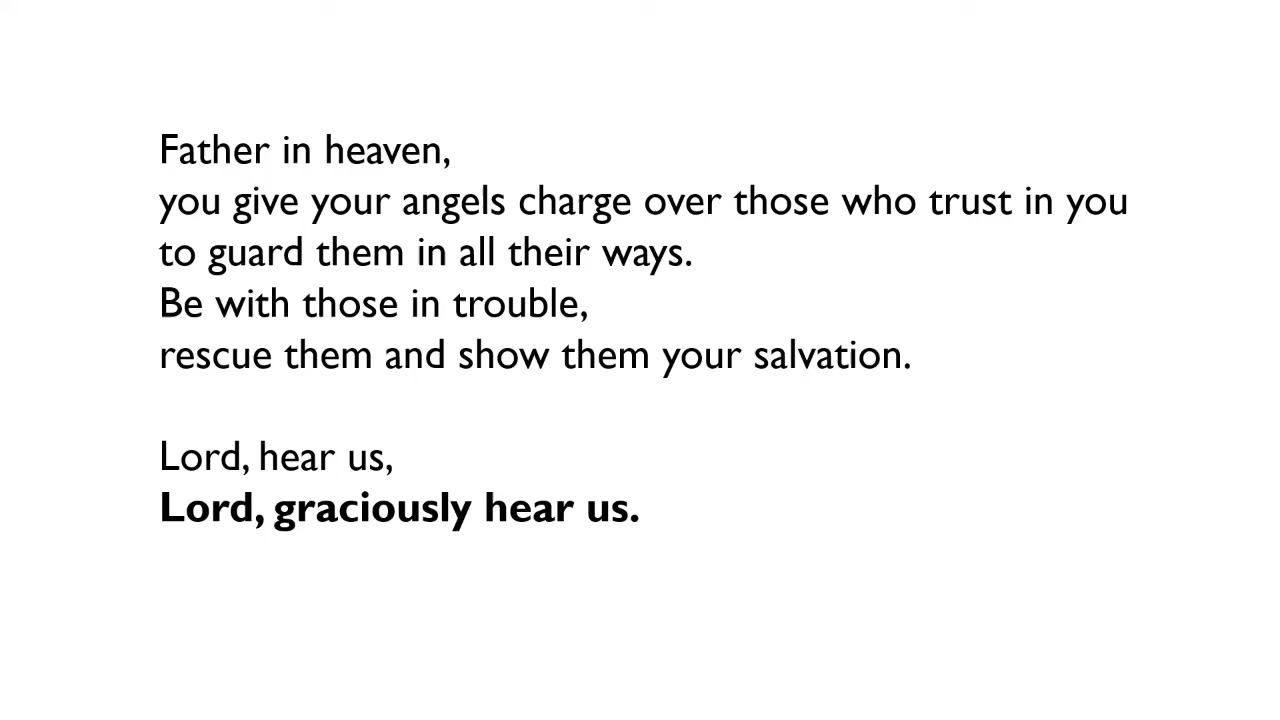 Father in heaven,
you give your angels charge over those who trust in you
to guard them in all their ways.
Be with those in trouble,
rescue them and show them your salvation.
Lord, hear us,
Lord, graciously hear us.